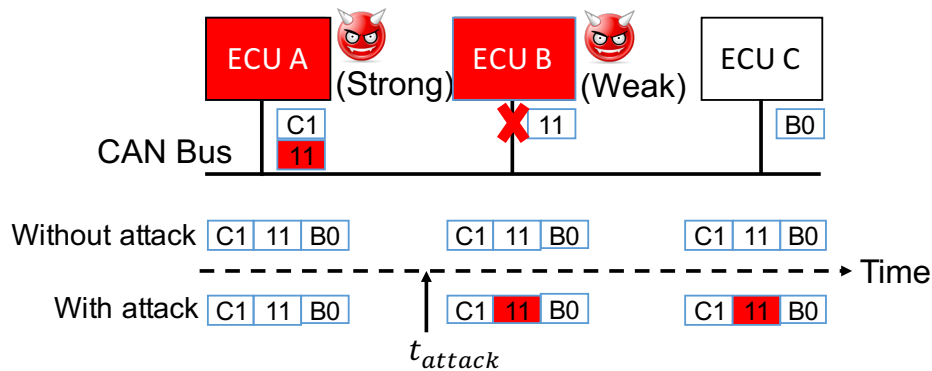 ECU A
(Strong)
ECU B
(Weak)
ECU C
C1
11
11
B0
CAN Bus
Without attack C1 11 B0 C1 11 B0 C1 11 B0
Time
With attack C1 11 B0 C1 11 B0 C1 11 B0
t_attack